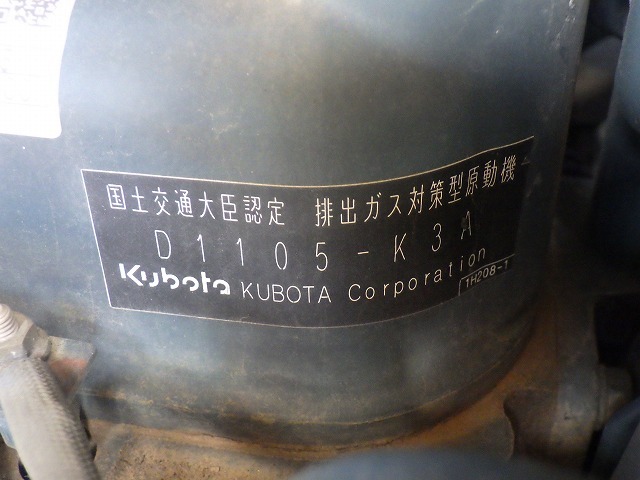 国土交通大臣認定 排出ガス対策型原動機
D1105-K3A
Kubota KUBOTA Corporation
1H208-1